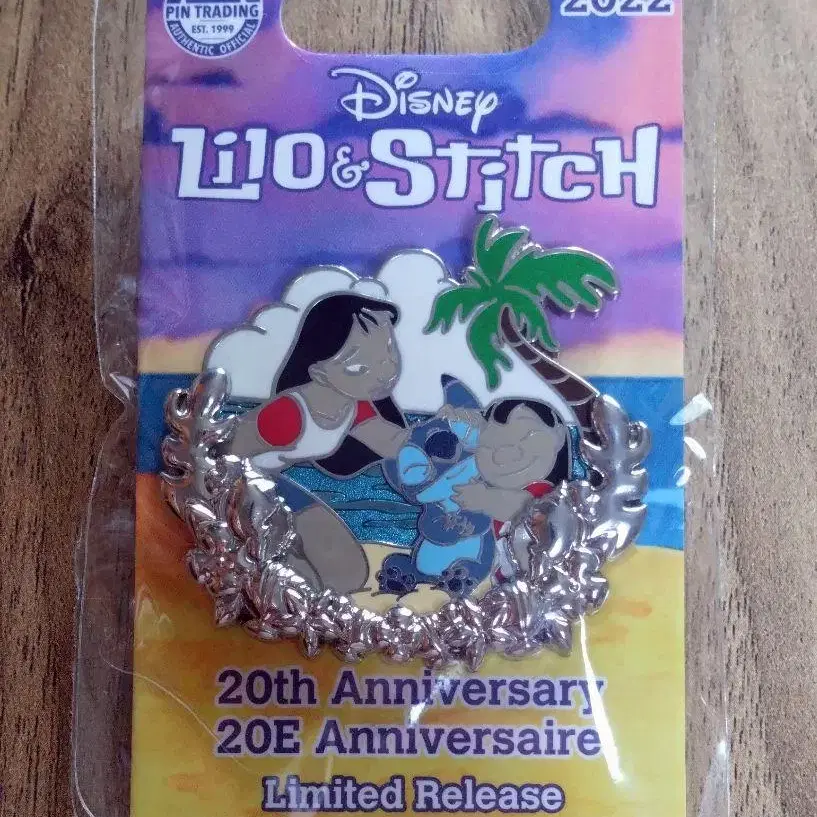 PIN TRADING
EST. 1999
AUTHENTIC OFFICIAL
2022
Disney
Lilo & Stitch
20th Anniversary
20E Anniversaire
Limited Release